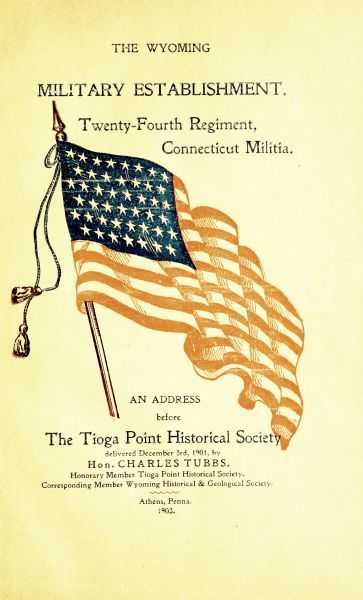 THE WYOMING
MILITARY ESTABLISHMENT.
Twenty-Fourth Regiment,
Connecticut Militia.
AN ADDRESS
before
The Tioga Point Historical Society
delivered December 3rd, 1901, by
Hon. CHARLES TUBBS,
Honorary Member Tioga Point Historical Society.
Corresponding Member Wyoming Historical & Geological Society.
Athens, Penna.
1903.